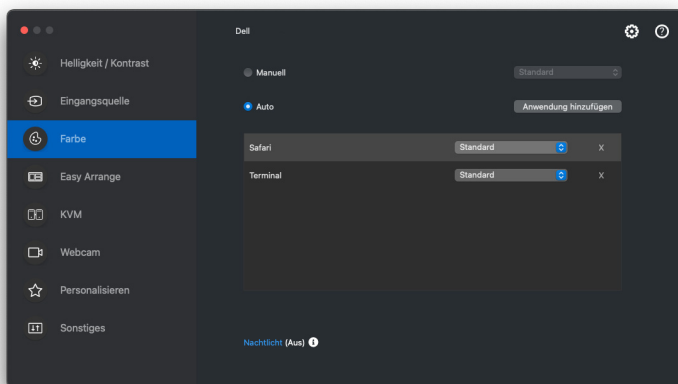 Dell
Helligkeit / Kontrast
Manuell
Standard
Eingangsquelle
Auto
Anwendung hinzufügen
Farbe
Safari
Standard
X
Easy Arrange
Terminal
Standard
X
KVM
Webcam
Personalisieren
Sonstiges
Nachtlicht (Aus)